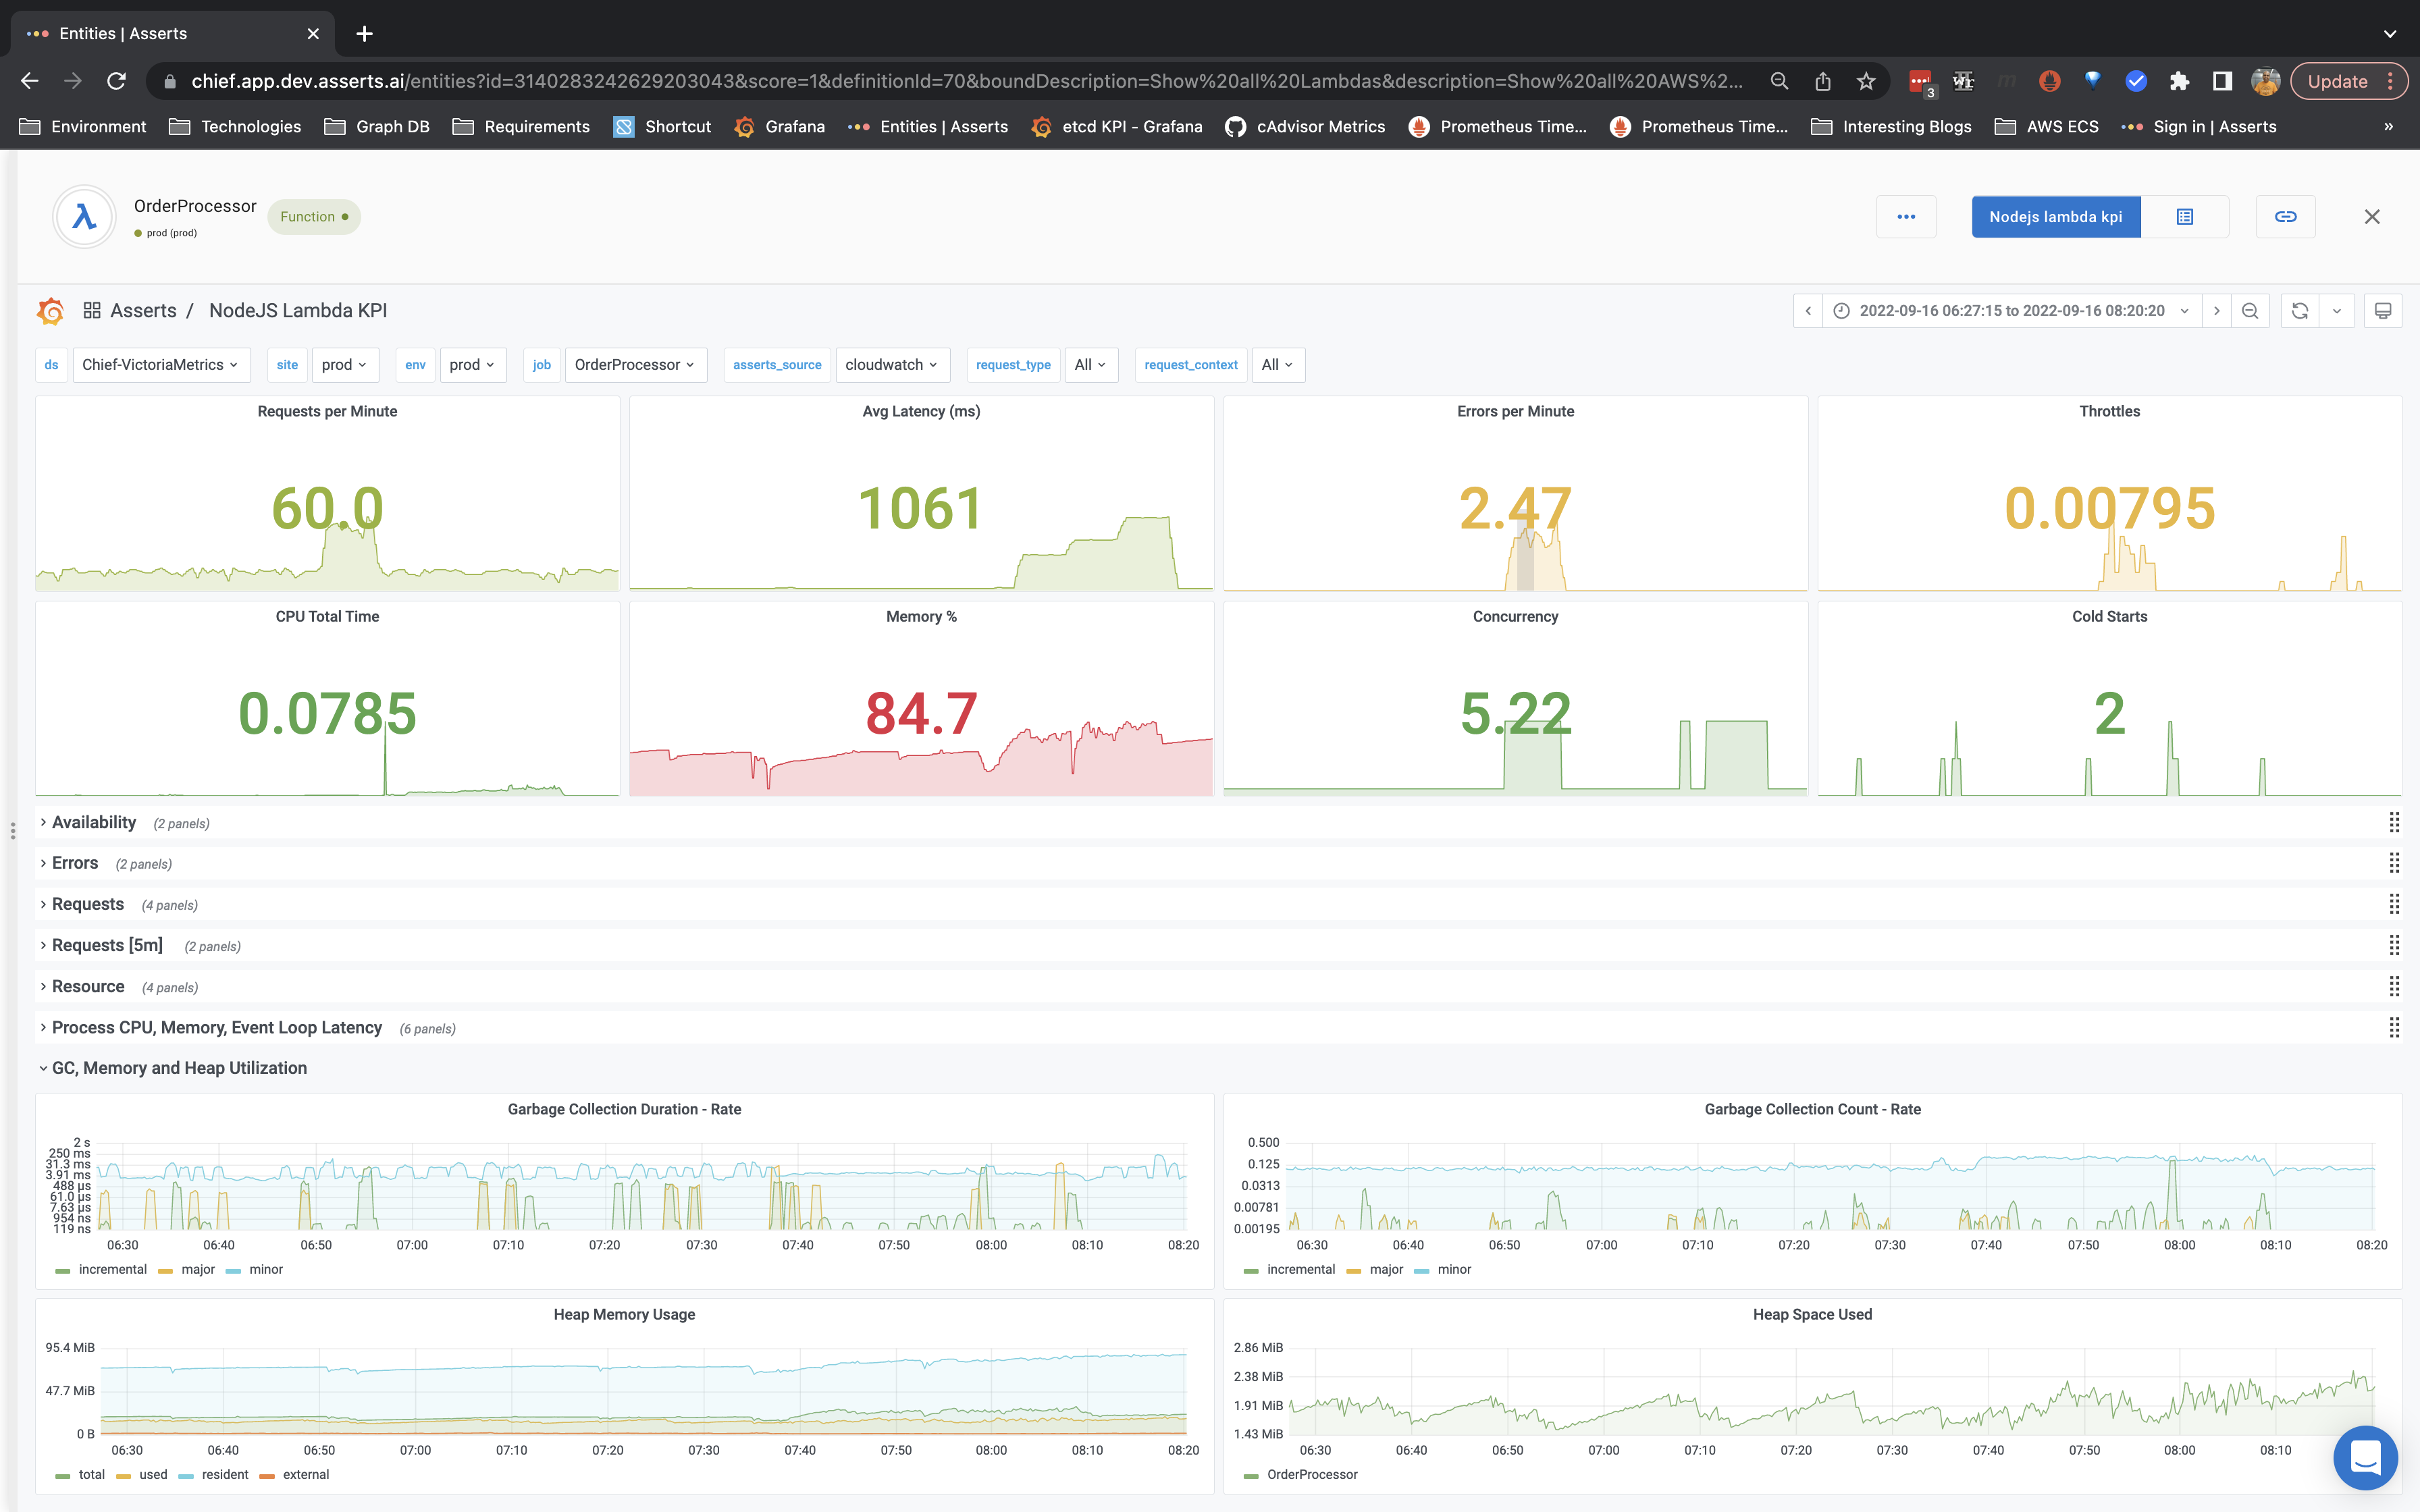 Entities | Asserts
chief.app.dev.asserts.ai/entities?id=3140283242629203043&score=1&definitionId=70&boundDescription=Show%20all%20Lambdas&description=Show%20all%20AWS%2...
3
Update
Environment Technologies Graph DB Requirements Shortcut Grafana Entities | Asserts etcd KPI - Grafana cAdvisor Metrics Prometheus Time... Prometheus Time... Interesting Blogs AWS ECS Sign in | Asserts »
OrderProcessor
Function
prod (prod)
Nodejs lambda kpi
Asserts / NodeJS Lambda KPI
2022-09-16 06:27:15 to 2022-09-16 08:20:20
ds Chief-VictoriaMetrics site prod env prod job OrderProcessor asserts_source cloudwatch request_type All request_context All
Requests per Minute
60.0
Avg Latency (ms)
1061
Errors per Minute
2.47
Throttles
0.00795
CPU Total Time
0.0785
Memory %
84.7
Concurrency
5.22
Cold Starts
2
Availability (2 panels)
Errors (2 panels)
Requests (4 panels)
Requests [5m] (2 panels)
Resource (4 panels)
Process CPU, Memory, Event Loop Latency (6 panels)
GC, Memory and Heap Utilization
Garbage Collection Duration - Rate
2 s
250 ms
31.3 ms
3.91 ms
488 µs
61.0 µs
7.63 µs
954 ns
119 ns
06:30 06:40 06:50 07:00 07:10 07:20 07:30 07:40 07:50 08:00 08:10 08:20
incremental major minor
Garbage Collection Count - Rate
0.500
0.125
0.0313
0.00781
0.00195
06:30 06:40 06:50 07:00 07:10 07:20 07:30 07:40 07:50 08:00 08:10 08:20
incremental major minor
Heap Memory Usage
95.4 MiB
47.7 MiB
0 B
06:30 06:40 06:50 07:00 07:10 07:20 07:30 07:40 07:50 08:00 08:10 08:20
total used resident external
Heap Space Used
2.86 MiB
2.38 MiB
1.91 MiB
1.43 MiB
06:30 06:40 06:50 07:00 07:10 07:20 07:30 07:40 07:50 08:00 08:10
OrderProcessor